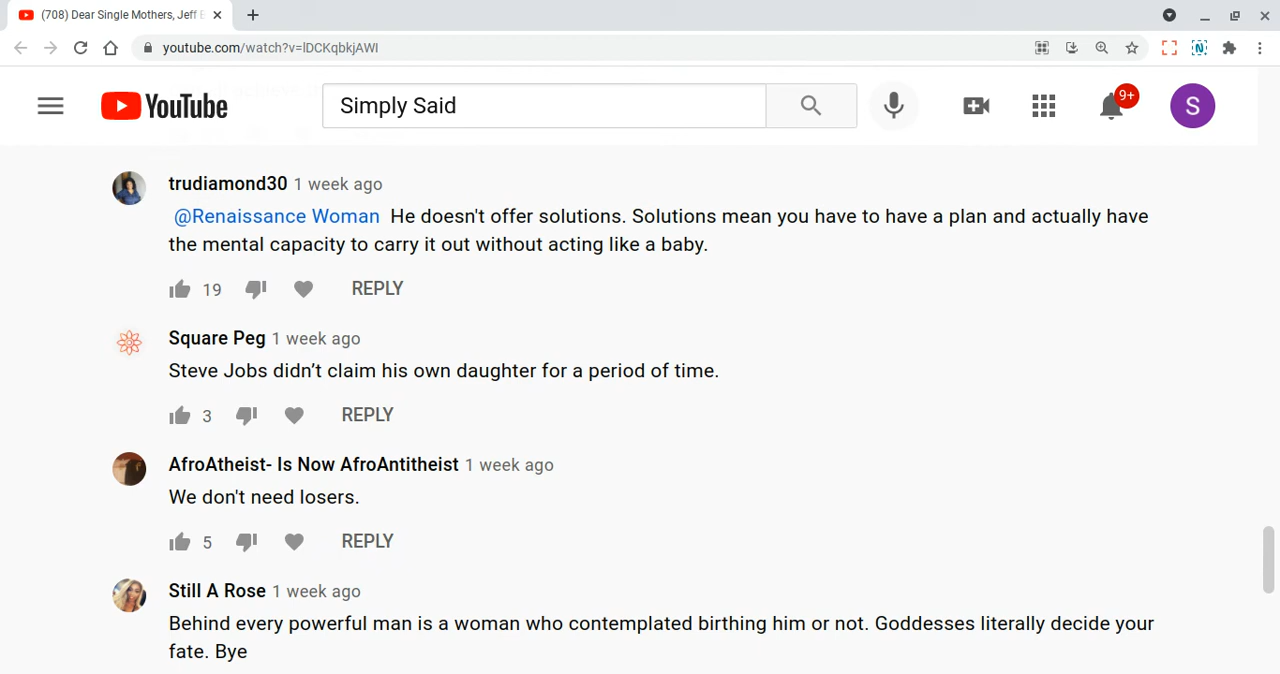 (708) Dear Single Mothers, Jeff
youtube.com/watch?v=lDCKqbkjAWI
YouTube
Simply Said
9+
S
trudiamond30 1 week ago
@Renaissance Woman He doesn't offer solutions. Solutions mean you have to have a plan and actually have
the mental capacity to carry it out without acting like a baby.
19 REPLY
Square Peg 1 week ago
Steve Jobs didn’t claim his own daughter for a period of time.
3 REPLY
AfroAtheist- Is Now AfroAntitheist 1 week ago
We don't need losers.
5 REPLY
Still A Rose 1 week ago
Behind every powerful man is a woman who contemplated birthing him or not. Goddesses literally decide your
fate. Bye